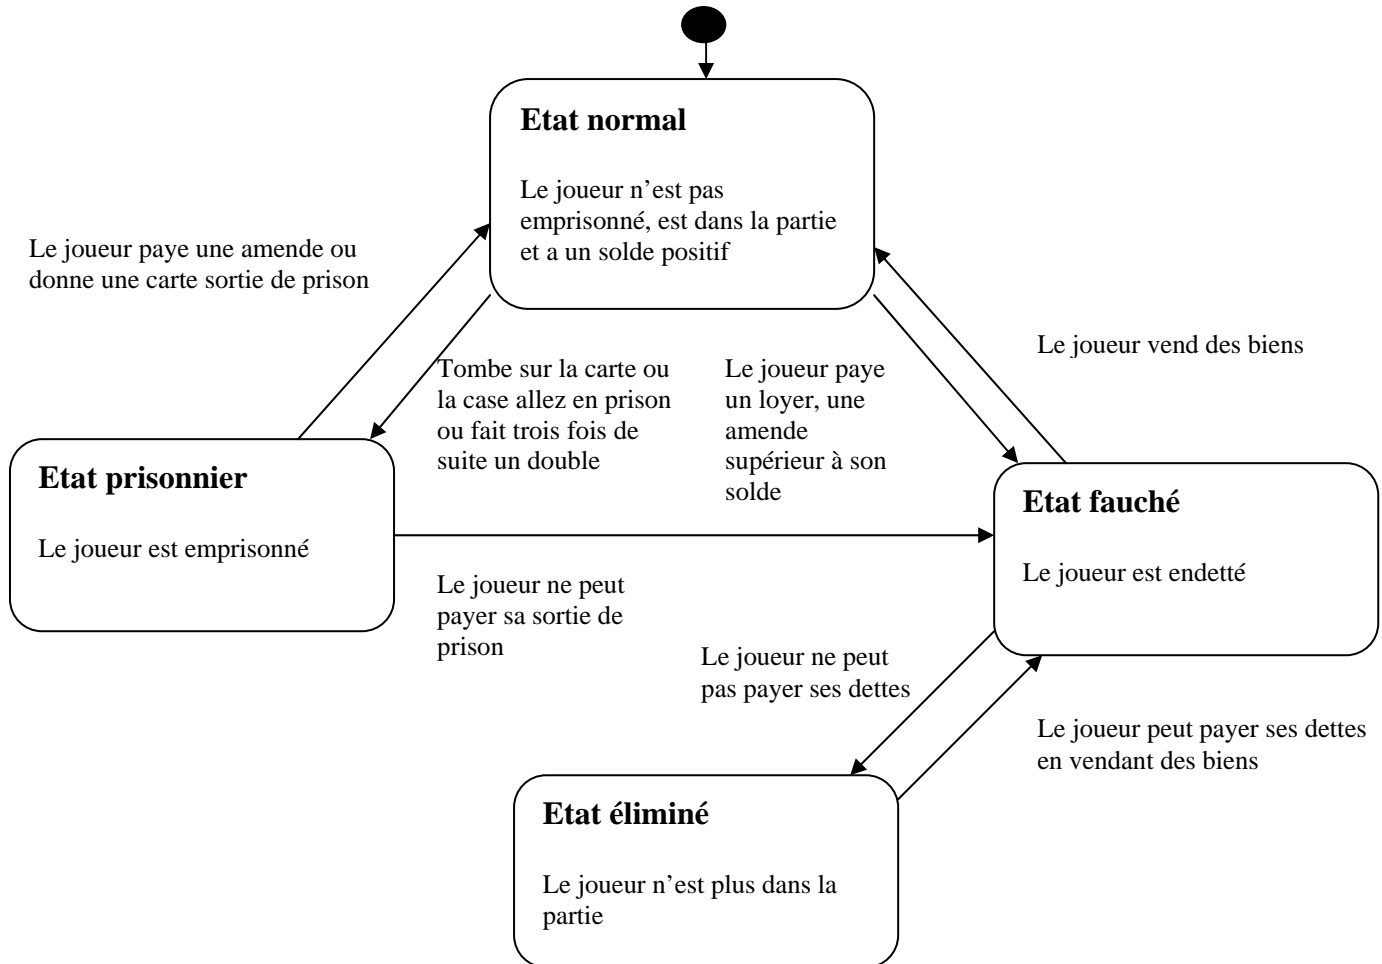 Etat normal
Le joueur n’est pas
emprisonné, est dans la partie
et a un solde positif
Le joueur paye une amende ou
donne une carte sortie de prison
Tombe sur la carte ou
la case allez en prison
ou fait trois fois de
suite un double
Le joueur paye
un loyer, une
amende
supérieur à son
solde
Le joueur vend des biens
Etat prisonnier
Le joueur est emprisonné
Etat fauché
Le joueur est endetté
Le joueur ne peut
payer sa sortie de
prison
Le joueur ne peut
pas payer ses dettes
Le joueur peut payer ses dettes
en vendant des biens
Etat éliminé
Le joueur n’est plus dans la
partie